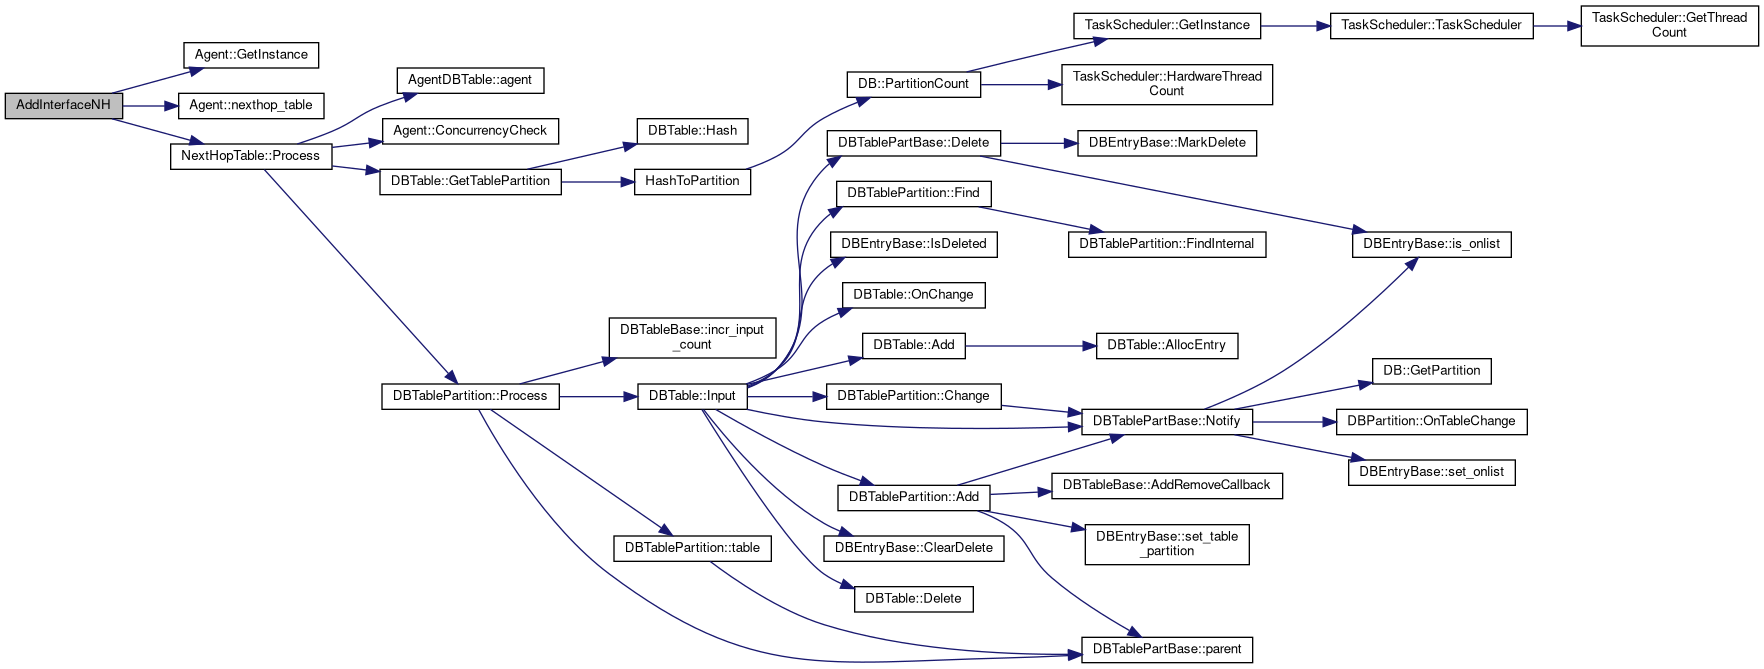 AddInterfaceNH
Agent::GetInstance
Agent::nexthop_table
NextHopTable::Process
AgentDBTable::agent
Agent::ConcurrencyCheck
DBTable::GetTablePartition
DBTablePartition::Process
DBTable::Hash
HashToPartition
DBTableBase::incr_input
_count
DBTable::Input
DBTablePartition::table
DB::PartitionCount
DBTablePartBase::Delete
DBTablePartition::Find
DBEntryBase::IsDeleted
DBTable::OnChange
DBTable::Add
DBTablePartition::Change
DBTablePartition::Add
DBEntryBase::ClearDelete
DBTable::Delete
TaskScheduler::GetInstance
TaskScheduler::HardwareThread
Count
DBEntryBase::MarkDelete
DBTablePartition::FindInternal
DBTable::AllocEntry
DBTablePartBase::Notify
DBTableBase::AddRemoveCallback
DBEntryBase::set_table
_partition
DBTablePartBase::parent
TaskScheduler::TaskScheduler
DBEntryBase::is_onlist
DB::GetPartition
DBPartition::OnTableChange
DBEntryBase::set_onlist
TaskScheduler::GetThread
Count